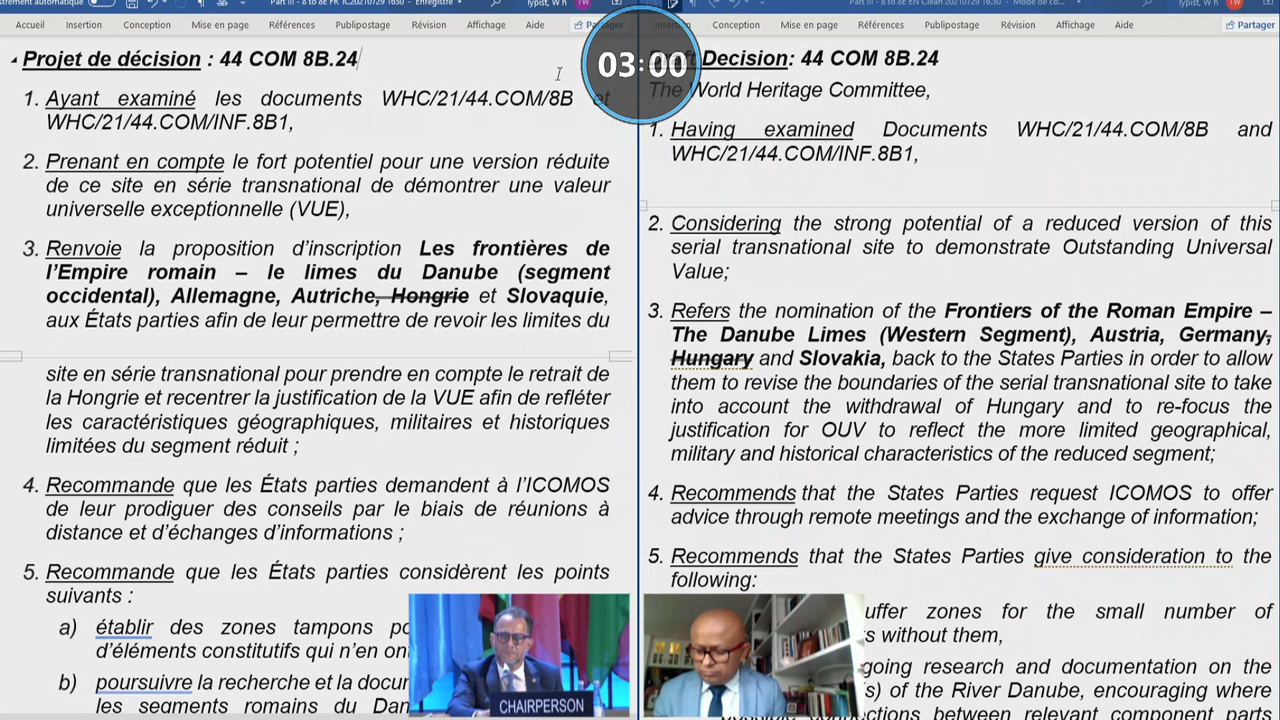 Accueil Insertion Conception Mise en page Références Publipostage Révision Affichage Aide Partager
Projet de décision : 44 COM 8B.24
1. Ayant examiné les documents WHC/21/44.COM/8B et
WHC/21/44.COM/INF.8B1,
2. Prenant en compte le fort potentiel pour une version réduite
de ce site en série transnational de démontrer une valeur
universelle exceptionnelle (VUE),
3. Renvoie la proposition d'inscription Les frontières de
l'Empire romain – le limes du Danube (segment
occidental), Allemagne, Autriche, Hongrie et Slovaquie,
aux États parties afin de leur permettre de revoir les limites du
site en série transnational pour prendre en compte le retrait de
la Hongrie et recentrer la justification de la VUE afin de refléter
les caractéristiques géographiques, militaires et historiques
limitées du segment réduit ;
4. Recommande que les États parties demandent à l'ICOMOS
de leur prodiguer des conseils par le biais de réunions à
distance et d'échanges d'informations ;
5. Recommande que les États parties considèrent les points
suivants :
a) établir des zones tampons
d'éléments constitutifs qui n'en
b) poursuivre la recherche et la
les segments romains du
CHAIRPERSON
03:00
Conception Mise en page Références Publipostage Révision Affichage Aide Partager
Decision: 44 COM 8B.24
The World Heritage Committee,
1. Having examined Documents WHC/21/44.COM/8B and
WHC/21/44.COM/INF.8B1,
2. Considering the strong potential of a reduced version of this
serial transnational site to demonstrate Outstanding Universal
Value;
3. Refers the nomination of the Frontiers of the Roman Empire –
The Danube Limes (Western Segment), Austria, Germany,
Hungary and Slovakia, back to the States Parties in order to allow
them to revise the boundaries of the serial transnational site to take
into account the withdrawal of Hungary and to re-focus the
justification for OUV to reflect the more limited geographical,
military and historical characteristics of the reduced segment;
4. Recommends that the States Parties request ICOMOS to offer
advice through remote meetings and the exchange of information;
5. Recommends that the States Parties give consideration to the
following:
zones for the small number of
without them,
research and documentation on the
of the River Danube, encouraging where
between relevant component parts